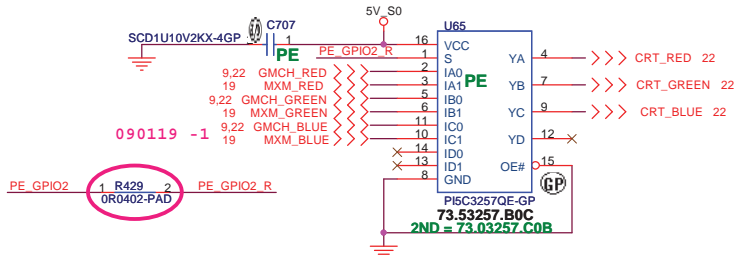 5V_S0
SCD1U10V2KX-4GP
C707
1
PE
PE_GPIO2_R
U65
16 VCC
1 S
9,22 GMCH_RED 2 IA0 YA 4 CRT_RED 22
19 MXM_RED 3 IA1 PE
9,22 GMCH_GREEN 5 IB0 YB 7 CRT_GREEN 22
19 MXM_GREEN 6 IB1
9,22 GMCH_BLUE 11 IC0 YC 9 CRT_BLUE 22
19 MXM_BLUE 10 IC1
14 ID0 YD 12
13 ID1 OE# 15
8 GND
GP
090119 -1
PE_GPIO2 1 R429 2 PE_GPIO2_R
0R0402-PAD
PI5C3257QE-GP
73.53257.B0C
2ND = 73.03257.C0B